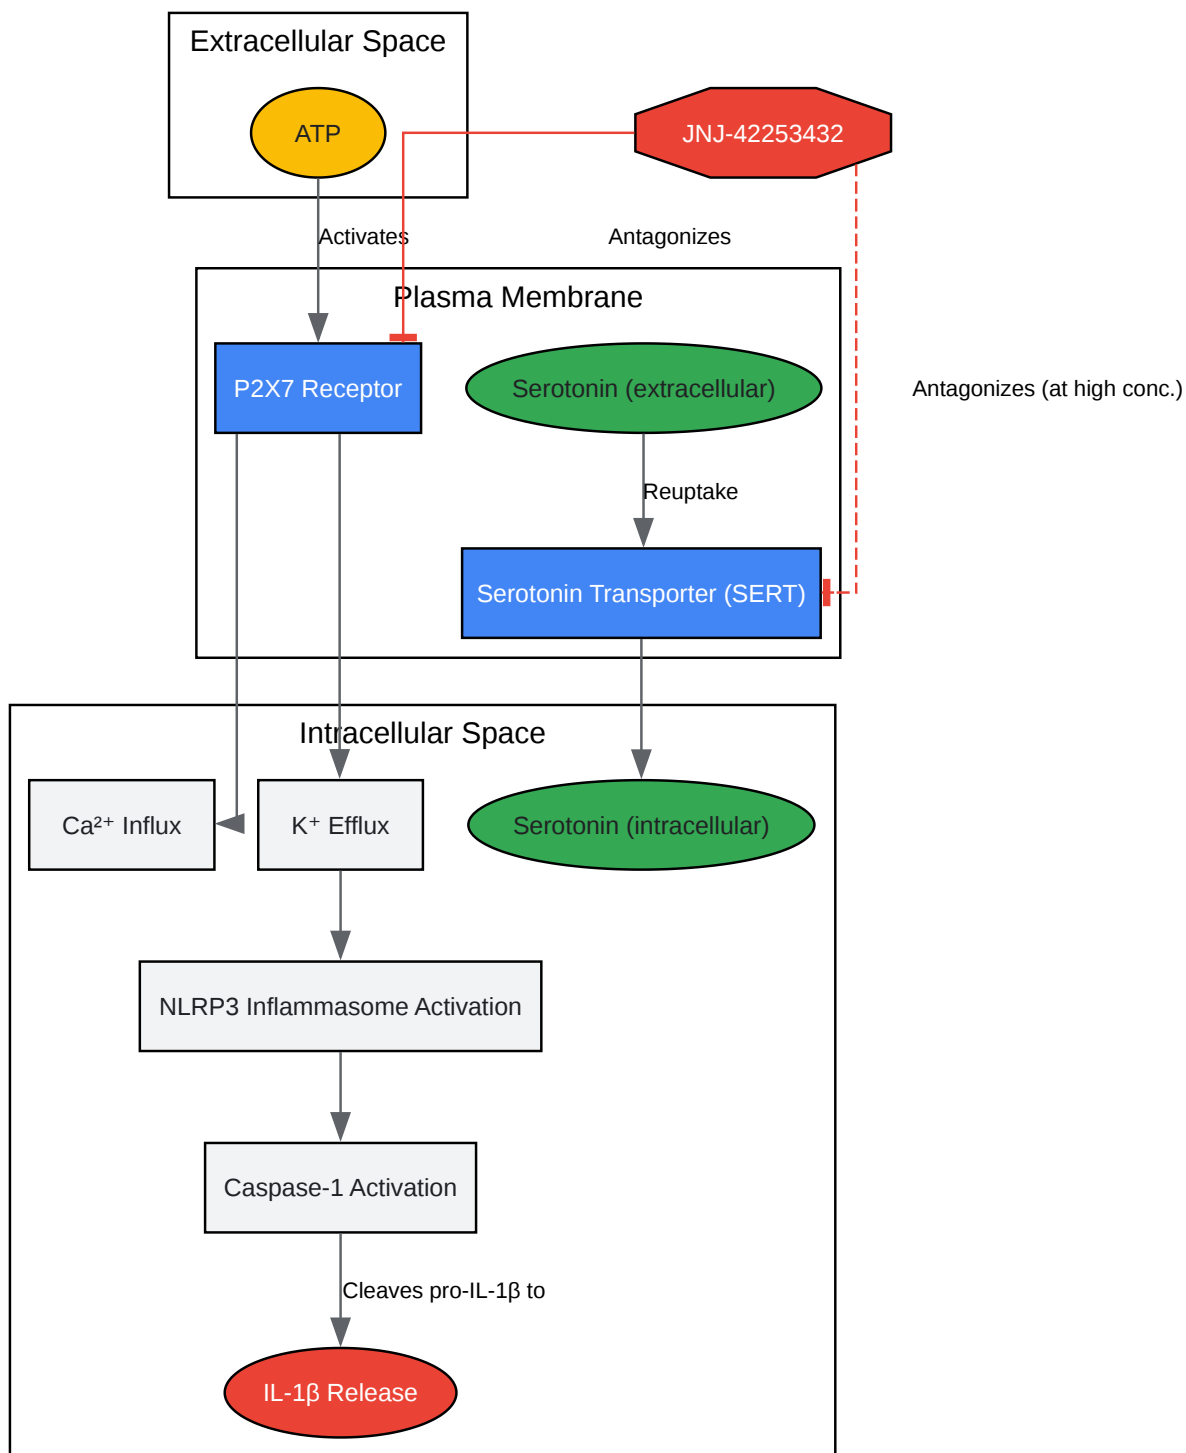 Extracellular Space
ATP
JNJ-42253432
Activates
Antagonizes
Plasma Membrane
P2X7 Receptor
Serotonin (extracellular)
Antagonizes (at high conc.)
Reuptake
Serotonin Transporter (SERT)
Intracellular Space
Ca²⁺ Influx
K⁺ Efflux
Serotonin (intracellular)
NLRP3 Inflammasome Activation
Caspase-1 Activation
Cleaves pro-IL-1β to
IL-1β Release